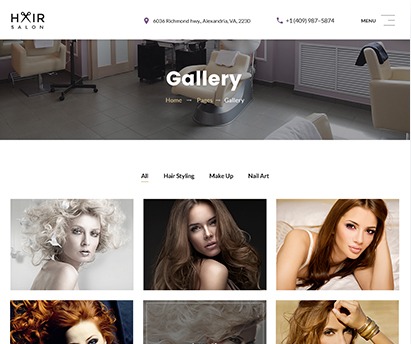 HAIR
SALON
6036 Richmond hwy., Alexandria, VA, 2230
+1 (409) 987–5874
MENU
Gallery
Home → Pages → Gallery
All
Hair Styling
Make Up
Nail Art